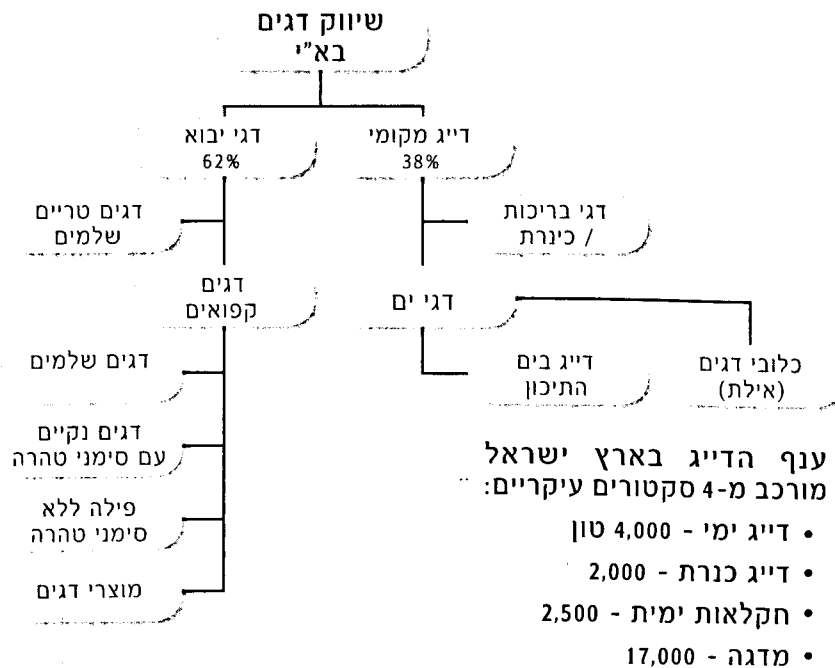 שיווק דגים
בא"י
דייג מקומי
38%
דגי יבוא
62%
דגי בריכות
/ כינרת
דגים טריים
שלמים
דגי ים
דגים
קפואים
כלובי דגים
(אילת)
דייג בים
התיכון
דגים שלמים
דגים נקיים
עם סימני טהרה
פילה ללא
סימני טהרה
מוצרי דגים
ענף הדייג בארץ ישראל
מורכב מ-4 סקטורים עיקריים:
• דייג ימי - 4,000 טון
• דייג כנרת - 2,000
• חקלאות ימית - 2,500
• מדגה - 17,000